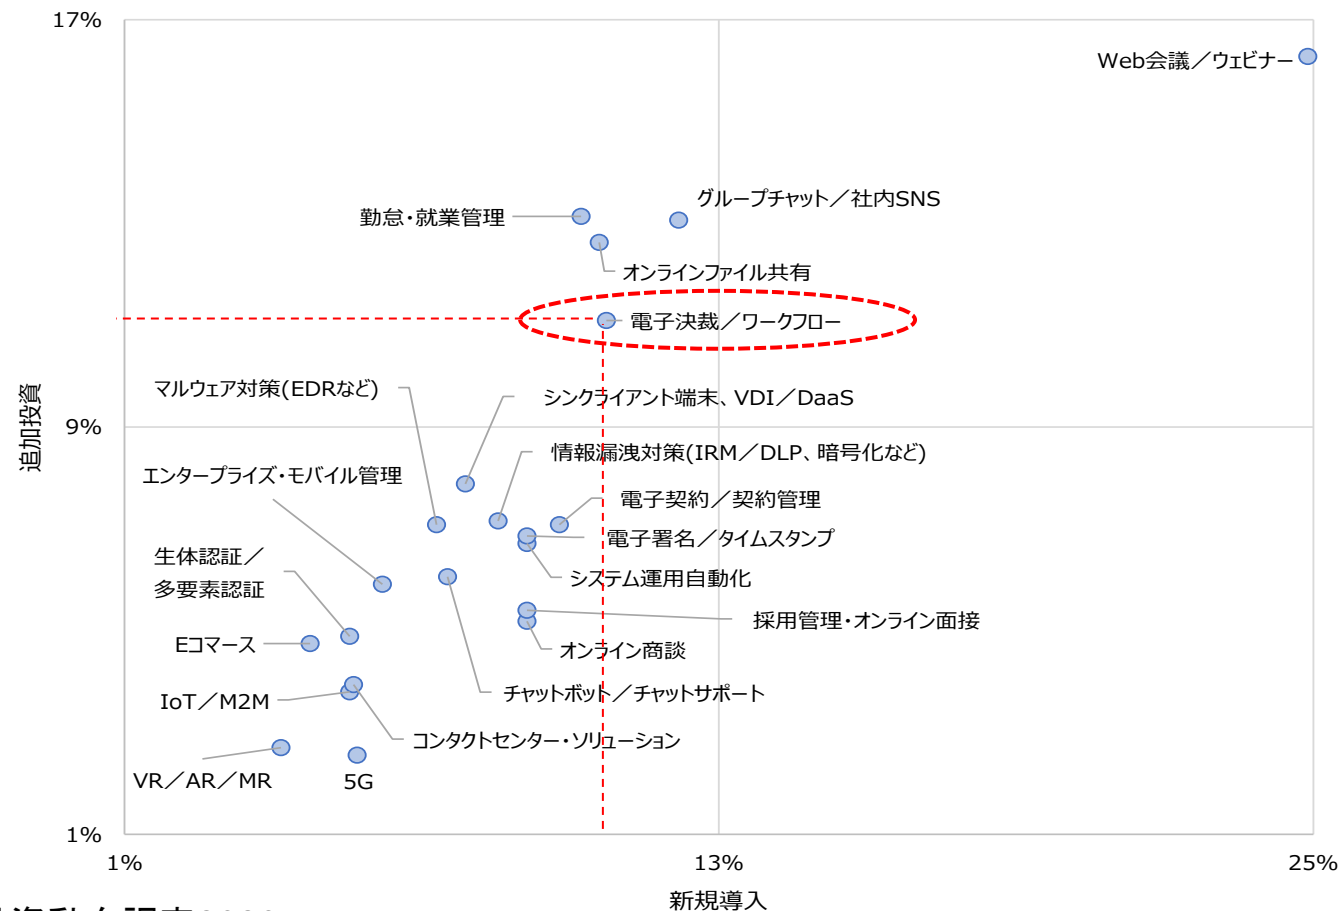 17%
Web会議／ウェビナー
グループチャット／社内SNS
勤怠・就業管理
オンラインファイル共有
電子決裁／ワークフロー
マルウェア対策(EDRなど)
シンクライアント端末、VDI／DaaS
追加投資
9%
情報漏洩対策(IRM／DLP、暗号化など)
エンタープライズ・モバイル管理
電子契約／契約管理
電子署名／タイムスタンプ
生体認証／
多要素認証
システム運用自動化
採用管理・オンライン面接
Eコマース
オンライン商談
IoT／M2M
チャットボット／チャットサポート
コンタクトセンター・ソリューション
VR／AR／MR
5G
1%
1%
13%
25%
新規導入